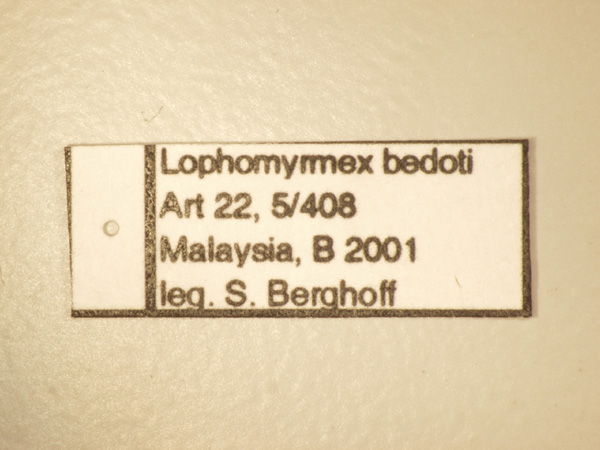 Lophomyrmex bedoti
Art 22, 5/408
Malaysia, B 2001
leg. S. Berghoff